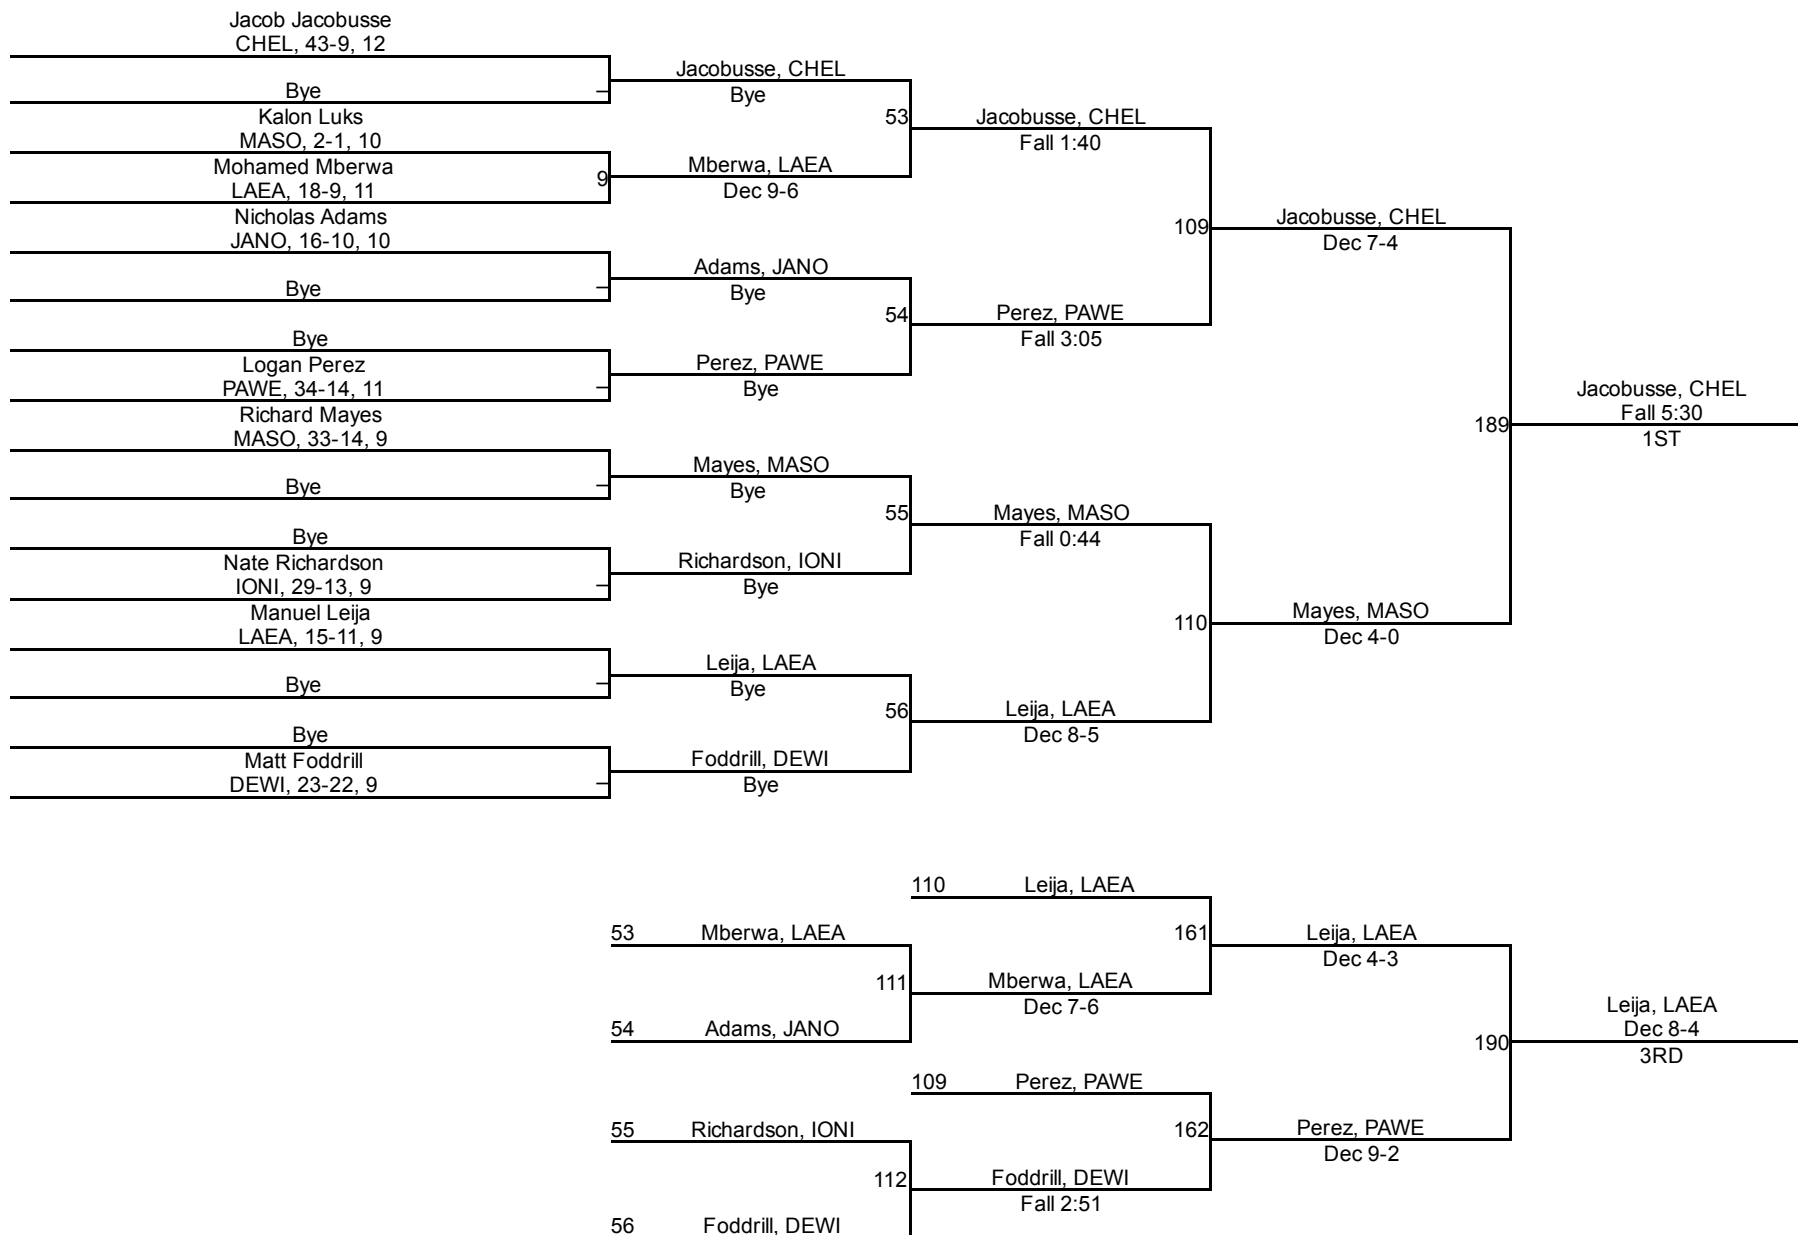 Jacob Jacobusse
CHEL, 43-9, 12
Bye
Kalon Luks
MASO, 2-1, 10
Mohamed Mberwa
LAEA, 18-9, 11
9
Nicholas Adams
JANO, 16-10, 10
Bye
Bye
Logan Perez
PAWE, 34-14, 11
Richard Mayes
MASO, 33-14, 9
Bye
Bye
Nate Richardson
IONI, 29-13, 9
Manuel Leija
LAEA, 15-11, 9
Bye
Bye
Matt Foddrill
DEWI, 23-22, 9
Jacobusse, CHEL
Bye
53
Mberwa, LAEA
Dec 9-6
Adams, JANO
Bye
54
Perez, PAWE
Bye
Mayes, MASO
Bye
55
Richardson, IONI
Bye
Leija, LAEA
Bye
56
Foddrill, DEWI
Bye
Jacobusse, CHEL
Fall 1:40
109
Perez, PAWE
Fall 3:05
Mayes, MASO
Fall 0:44
110
Leija, LAEA
Dec 8-5
Jacobusse, CHEL
Dec 7-4
189
Mayes, MASO
Dec 4-0
Jacobusse, CHEL
Fall 5:30
1ST
110 Leija, LAEA
53 Mberwa, LAEA
111
54 Adams, JANO
Mberwa, LAEA
Dec 7-6
161
109 Perez, PAWE
55 Richardson, IONI
112
56 Foddrill, DEWI
Foddrill, DEWI
Fall 2:51
162
Leija, LAEA
Dec 4-3
190
Perez, PAWE
Dec 9-2
Leija, LAEA
Dec 8-4
3RD